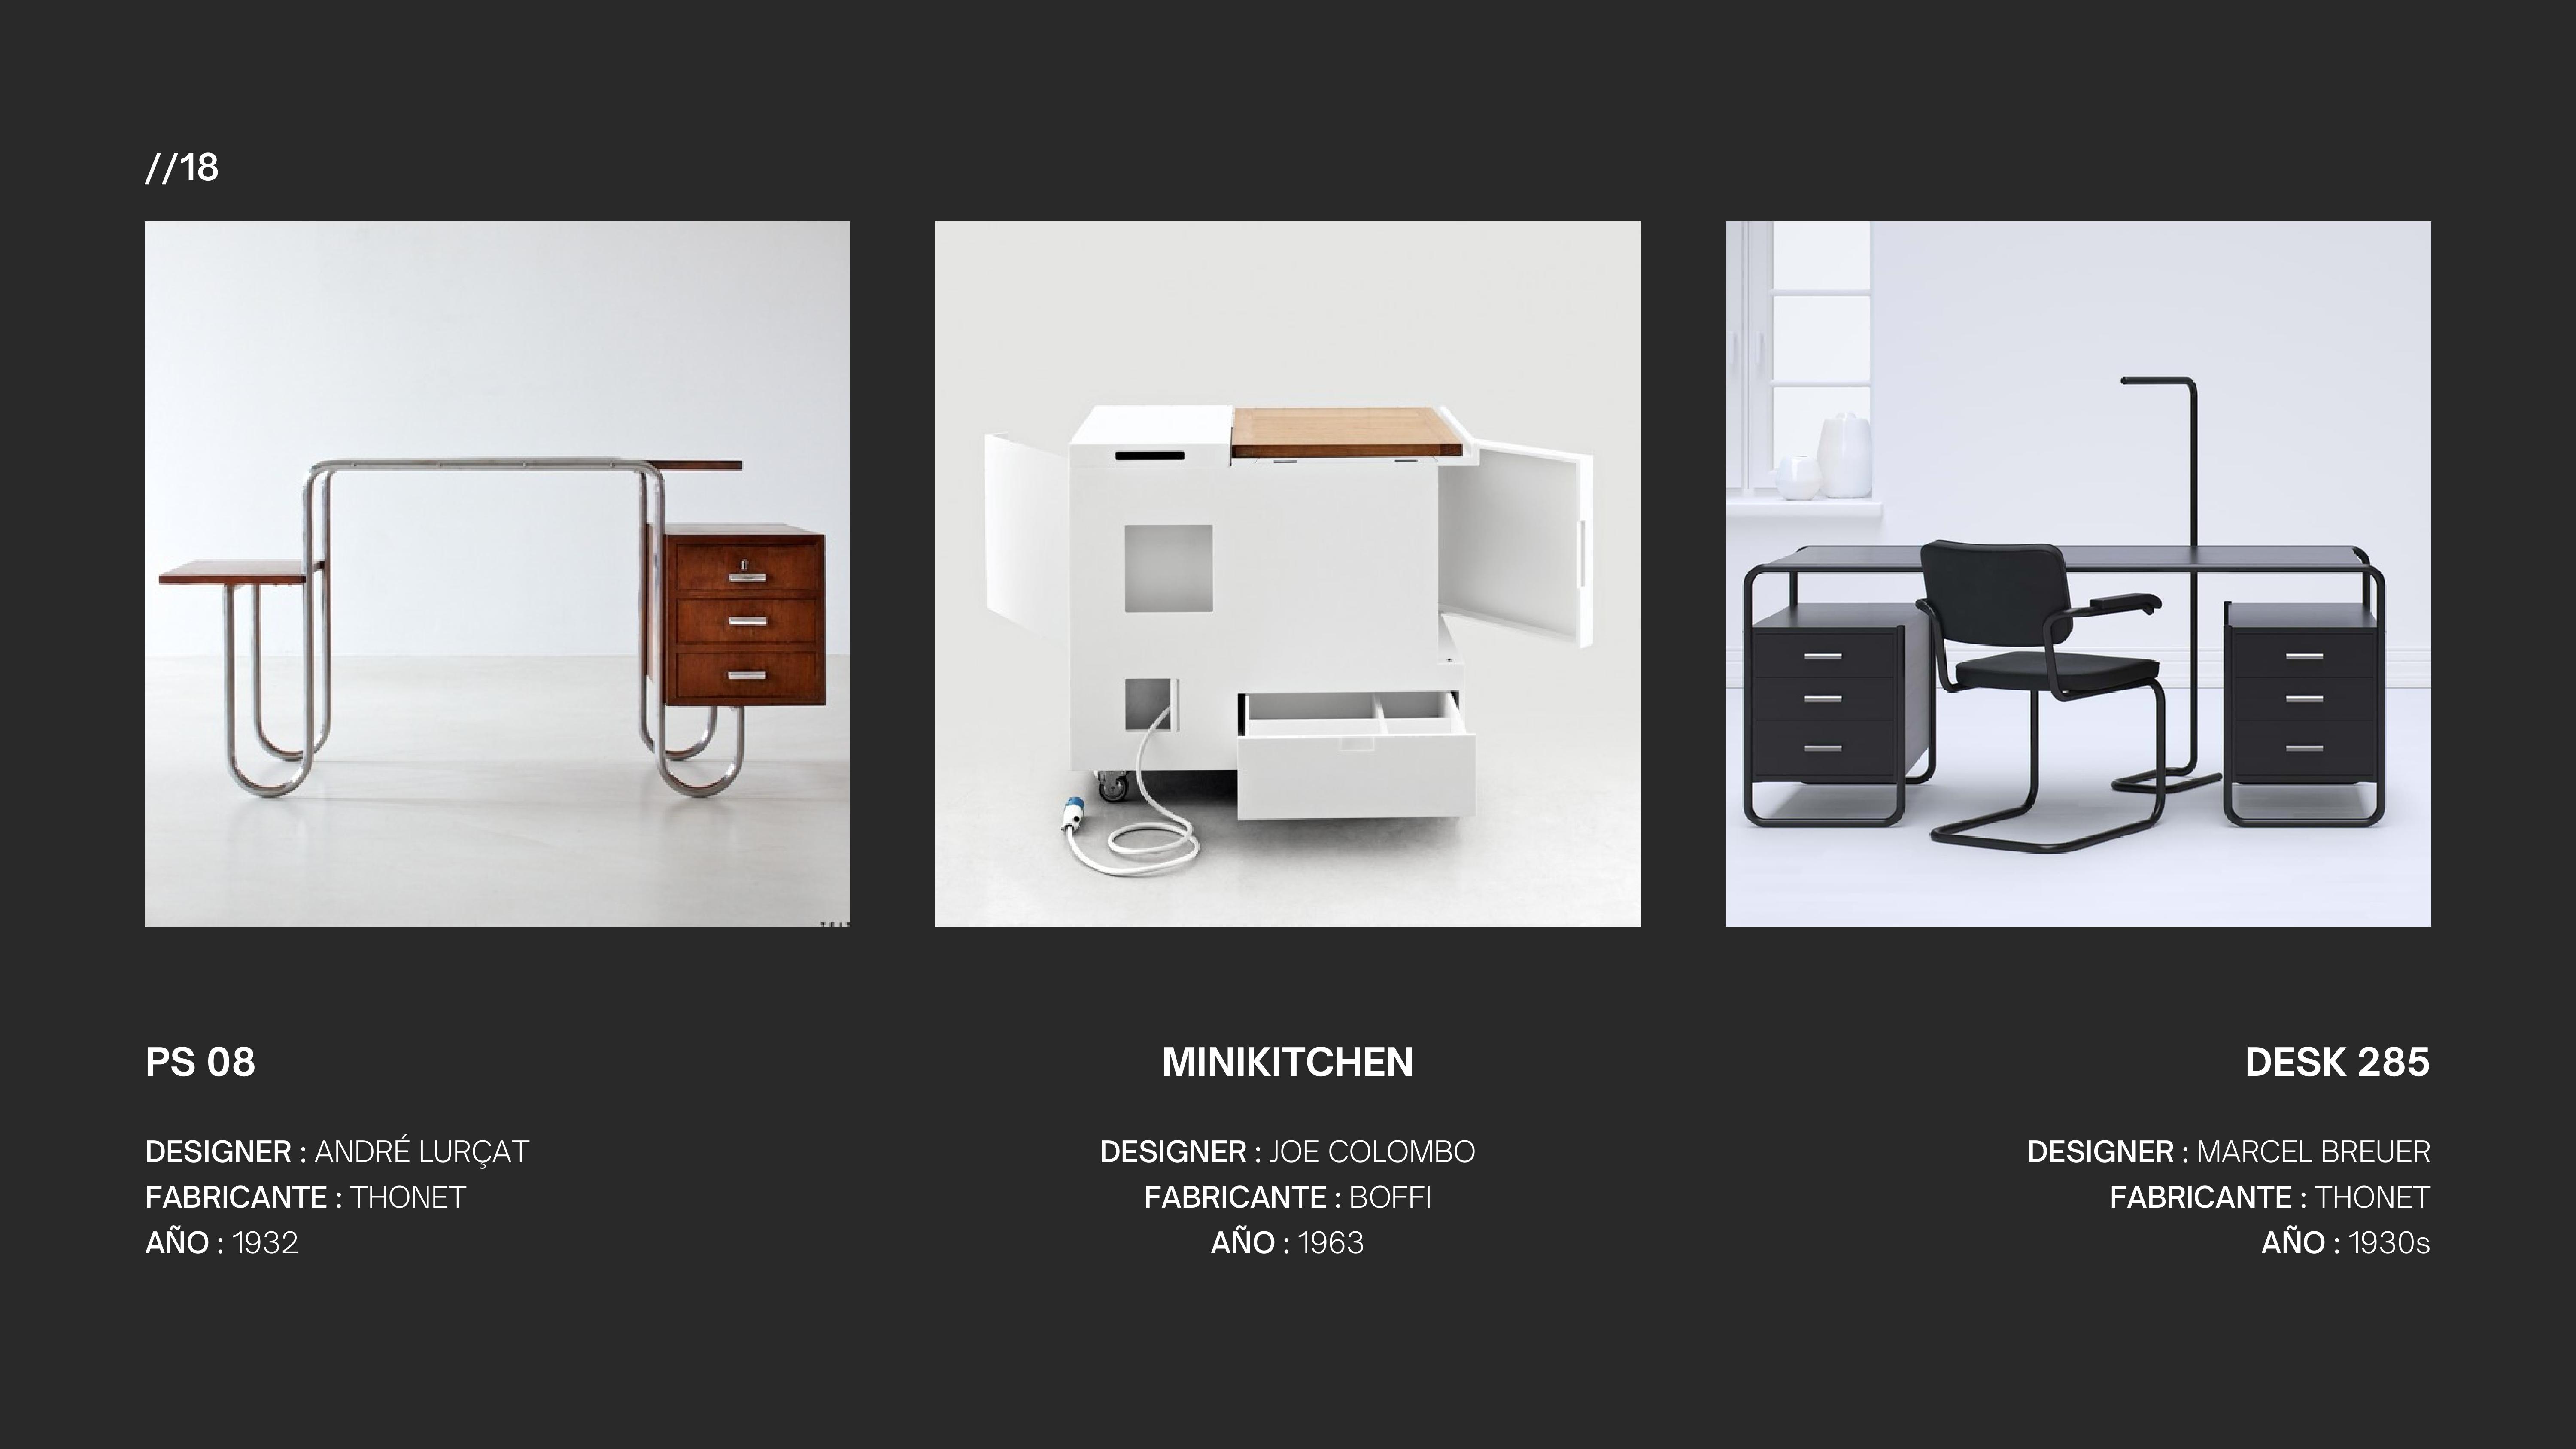 //18
PS 08
DESIGNER : ANDRÉ LURÇAT
FABRICANTE : THONET
AÑO : 1932
MINIKITCHEN
DESIGNER : JOE COLOMBO
FABRICANTE : BOFFI
AÑO : 1963
DESK 285
DESIGNER : MARCEL BREUER
FABRICANTE : THONET
AÑO : 1930s